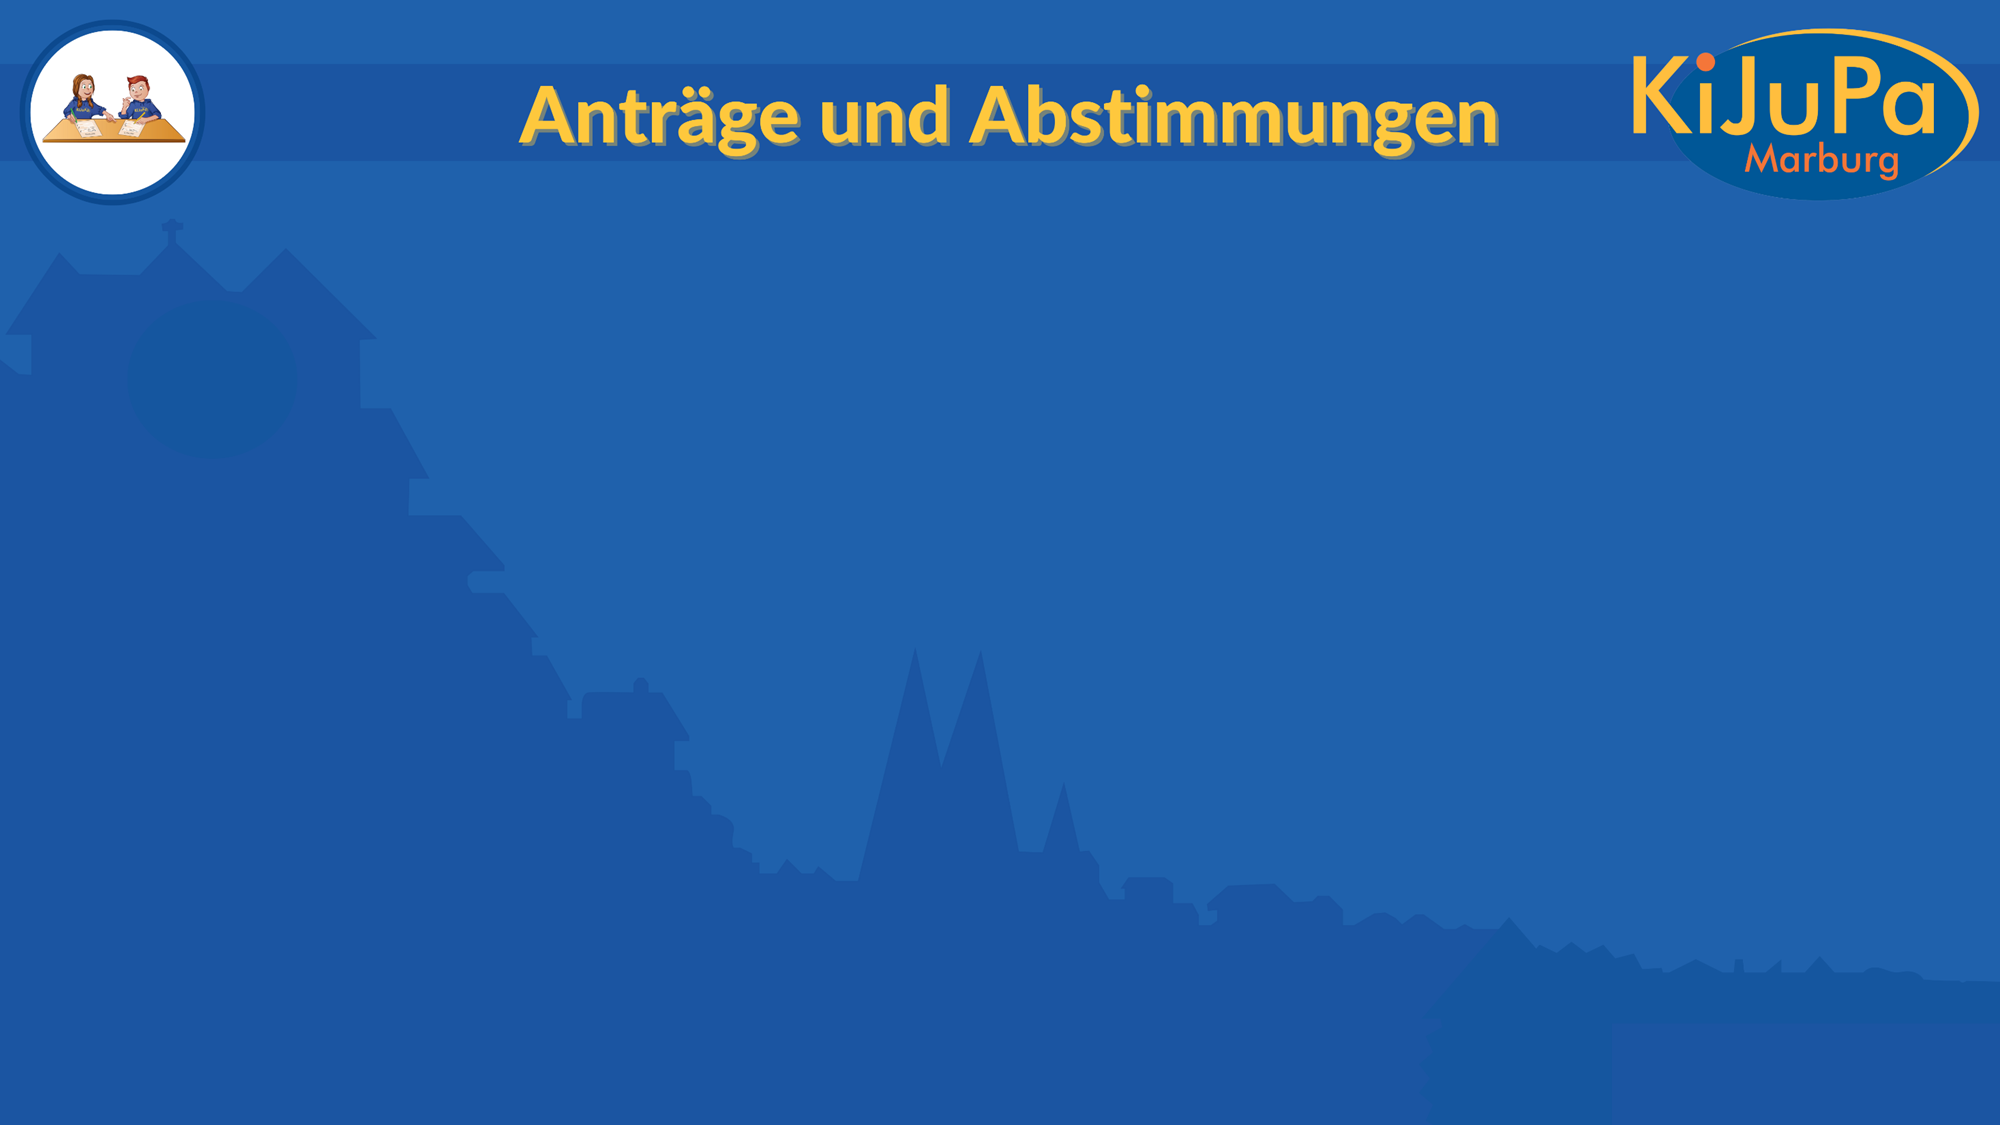 Anträge und Abstimmungen
KiJuPa
Marburg